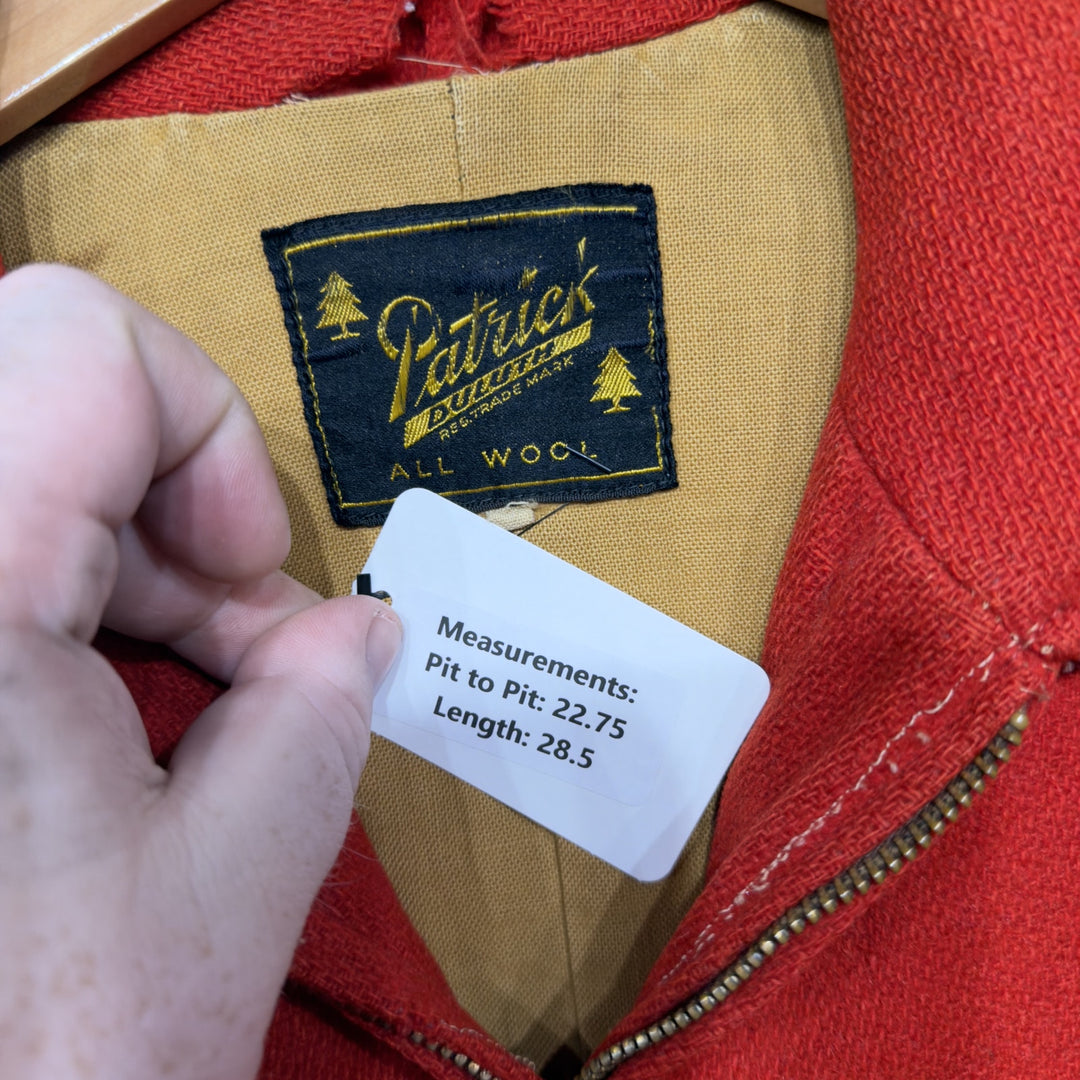 Patrick
DULUTH
REG. TRADE MARK
ALL WOOL
Measurements:
Pit to Pit: 22.75
Length: 28.5